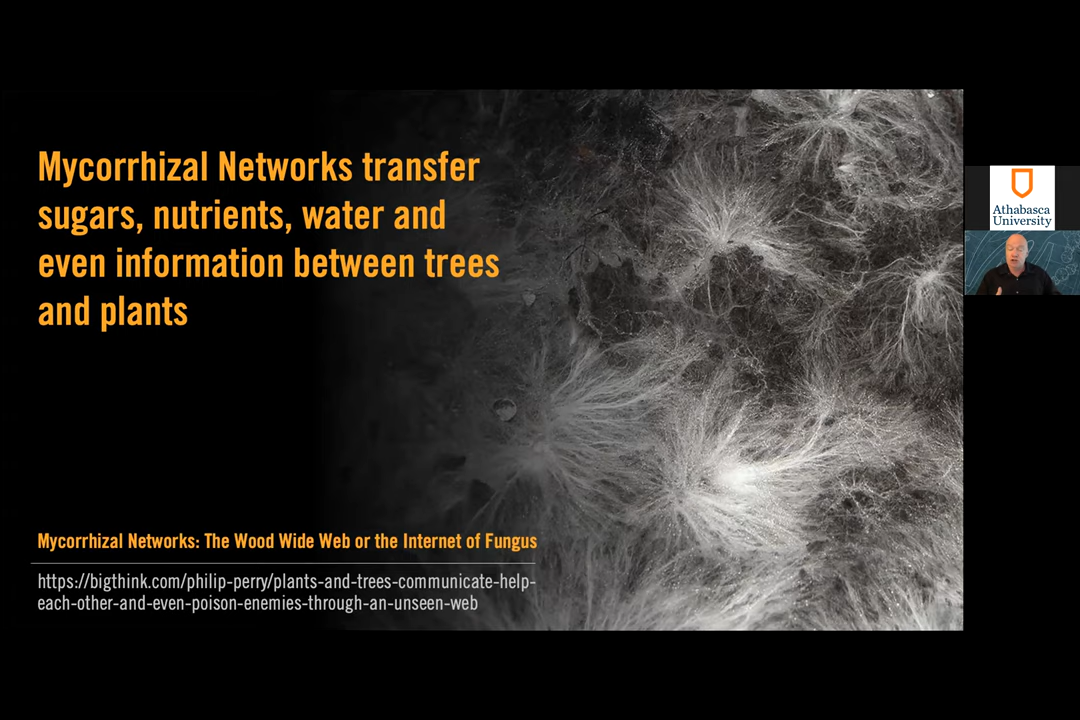 Mycorrhizal Networks transfer
sugars, nutrients, water and
even information between trees
and plants
Mycorrhizal Networks: The Wood Wide Web or the Internet of Fungus
https://bigthink.com/philip-perry/plants-and-trees-communicate-help-
each-other-and-even-poison-enemies-through-an-unseen-web
Athabasca
University